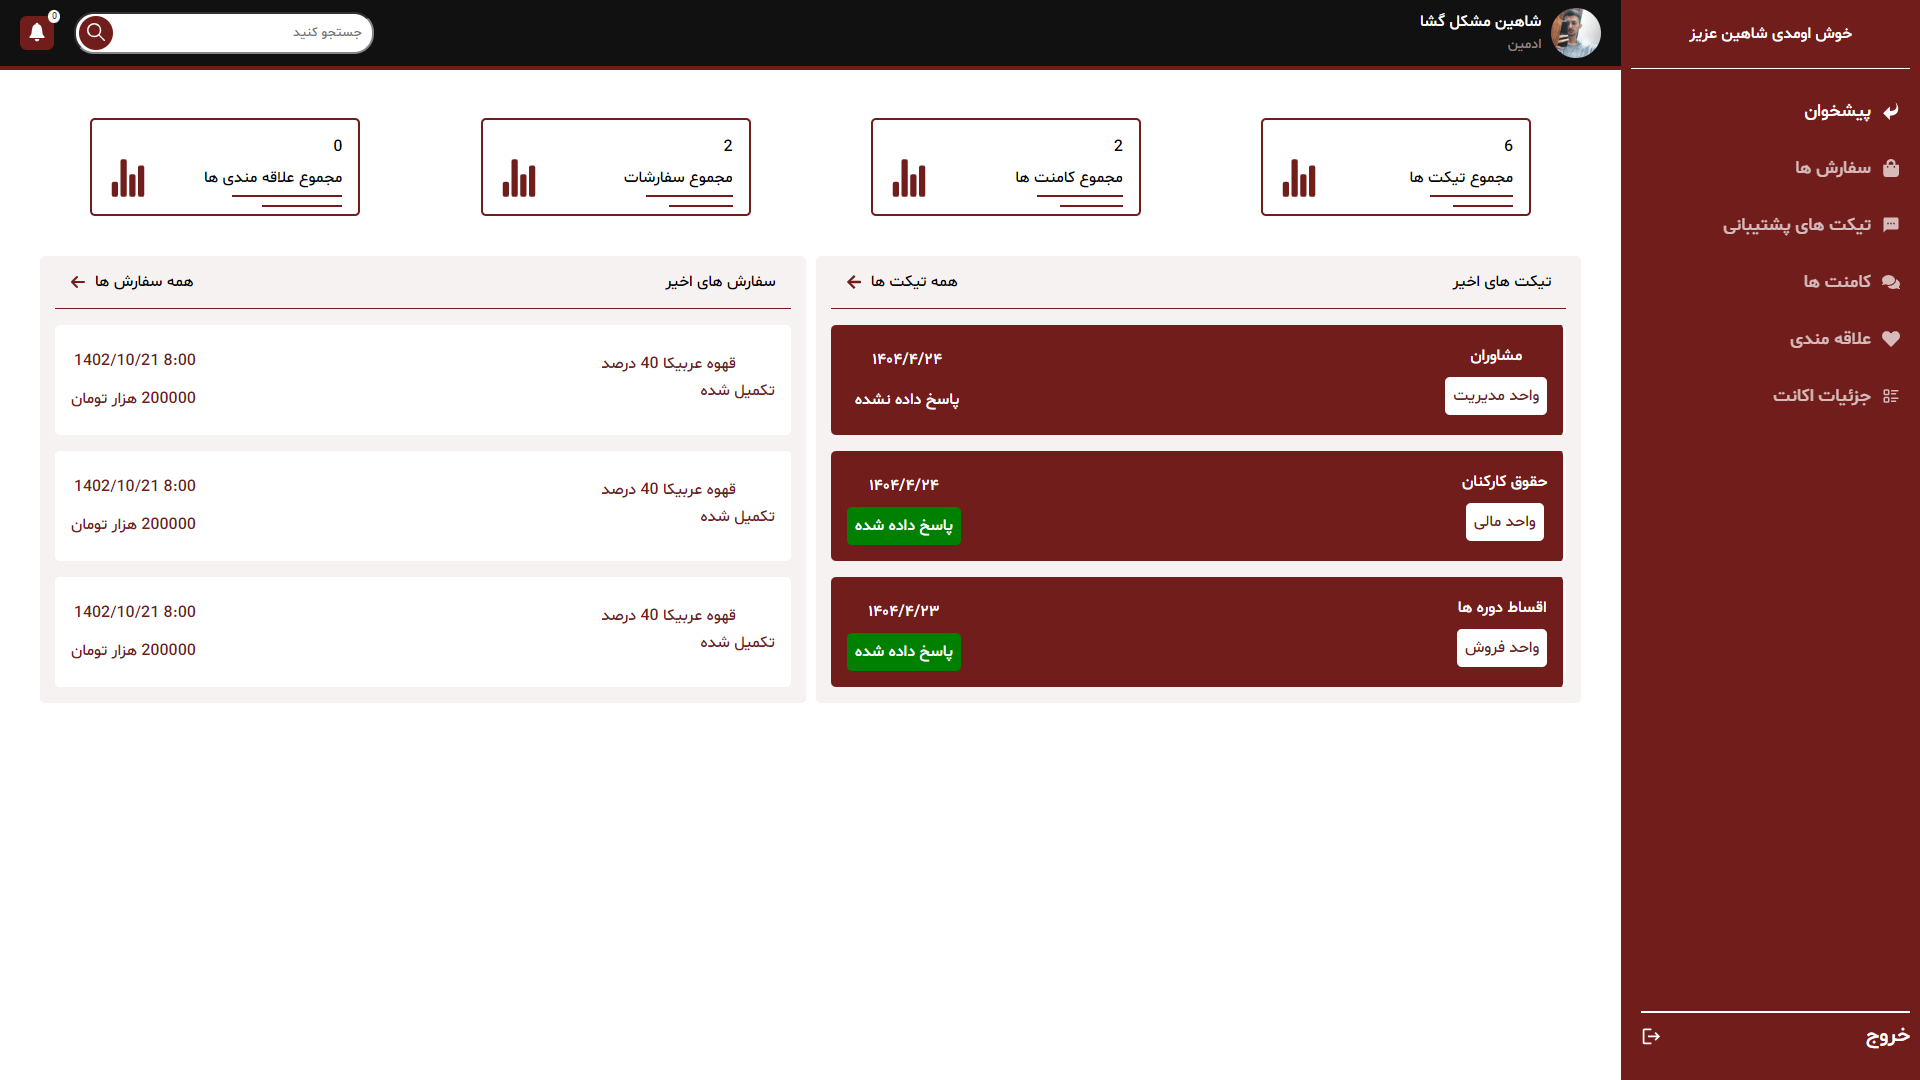 خوش اومدی شاهین عزیز
پیشخوان
سفارش ها
تیکت های پشتیبانی
کامنت ها
علاقه مندی
جزئیات اکانت
خروج
شاهین مشکل گشا
ادمین
جستجو کنید
0
6
مجموع تیکت ها
2
مجموع کامنت ها
2
مجموع سفارشات
0
مجموع علاقه مندی ها
تیکت های اخیر
همه تیکت ها
مشاوران
۱۴۰۴/۴/۲۴
واحد مدیریت
پاسخ داده نشده
حقوق کارکنان
۱۴۰۴/۴/۲۴
واحد مالی
پاسخ داده شده
اقساط دوره ها
۱۴۰۴/۴/۲۳
واحد فروش
پاسخ داده شده
سفارش های اخیر
همه سفارش ها
قهوه عربیکا 40 درصد
8:00 1402/10/21
تکمیل شده
200000 هزار تومان
قهوه عربیکا 40 درصد
8:00 1402/10/21
تکمیل شده
200000 هزار تومان
قهوه عربیکا 40 درصد
8:00 1402/10/21
تکمیل شده
200000 هزار تومان